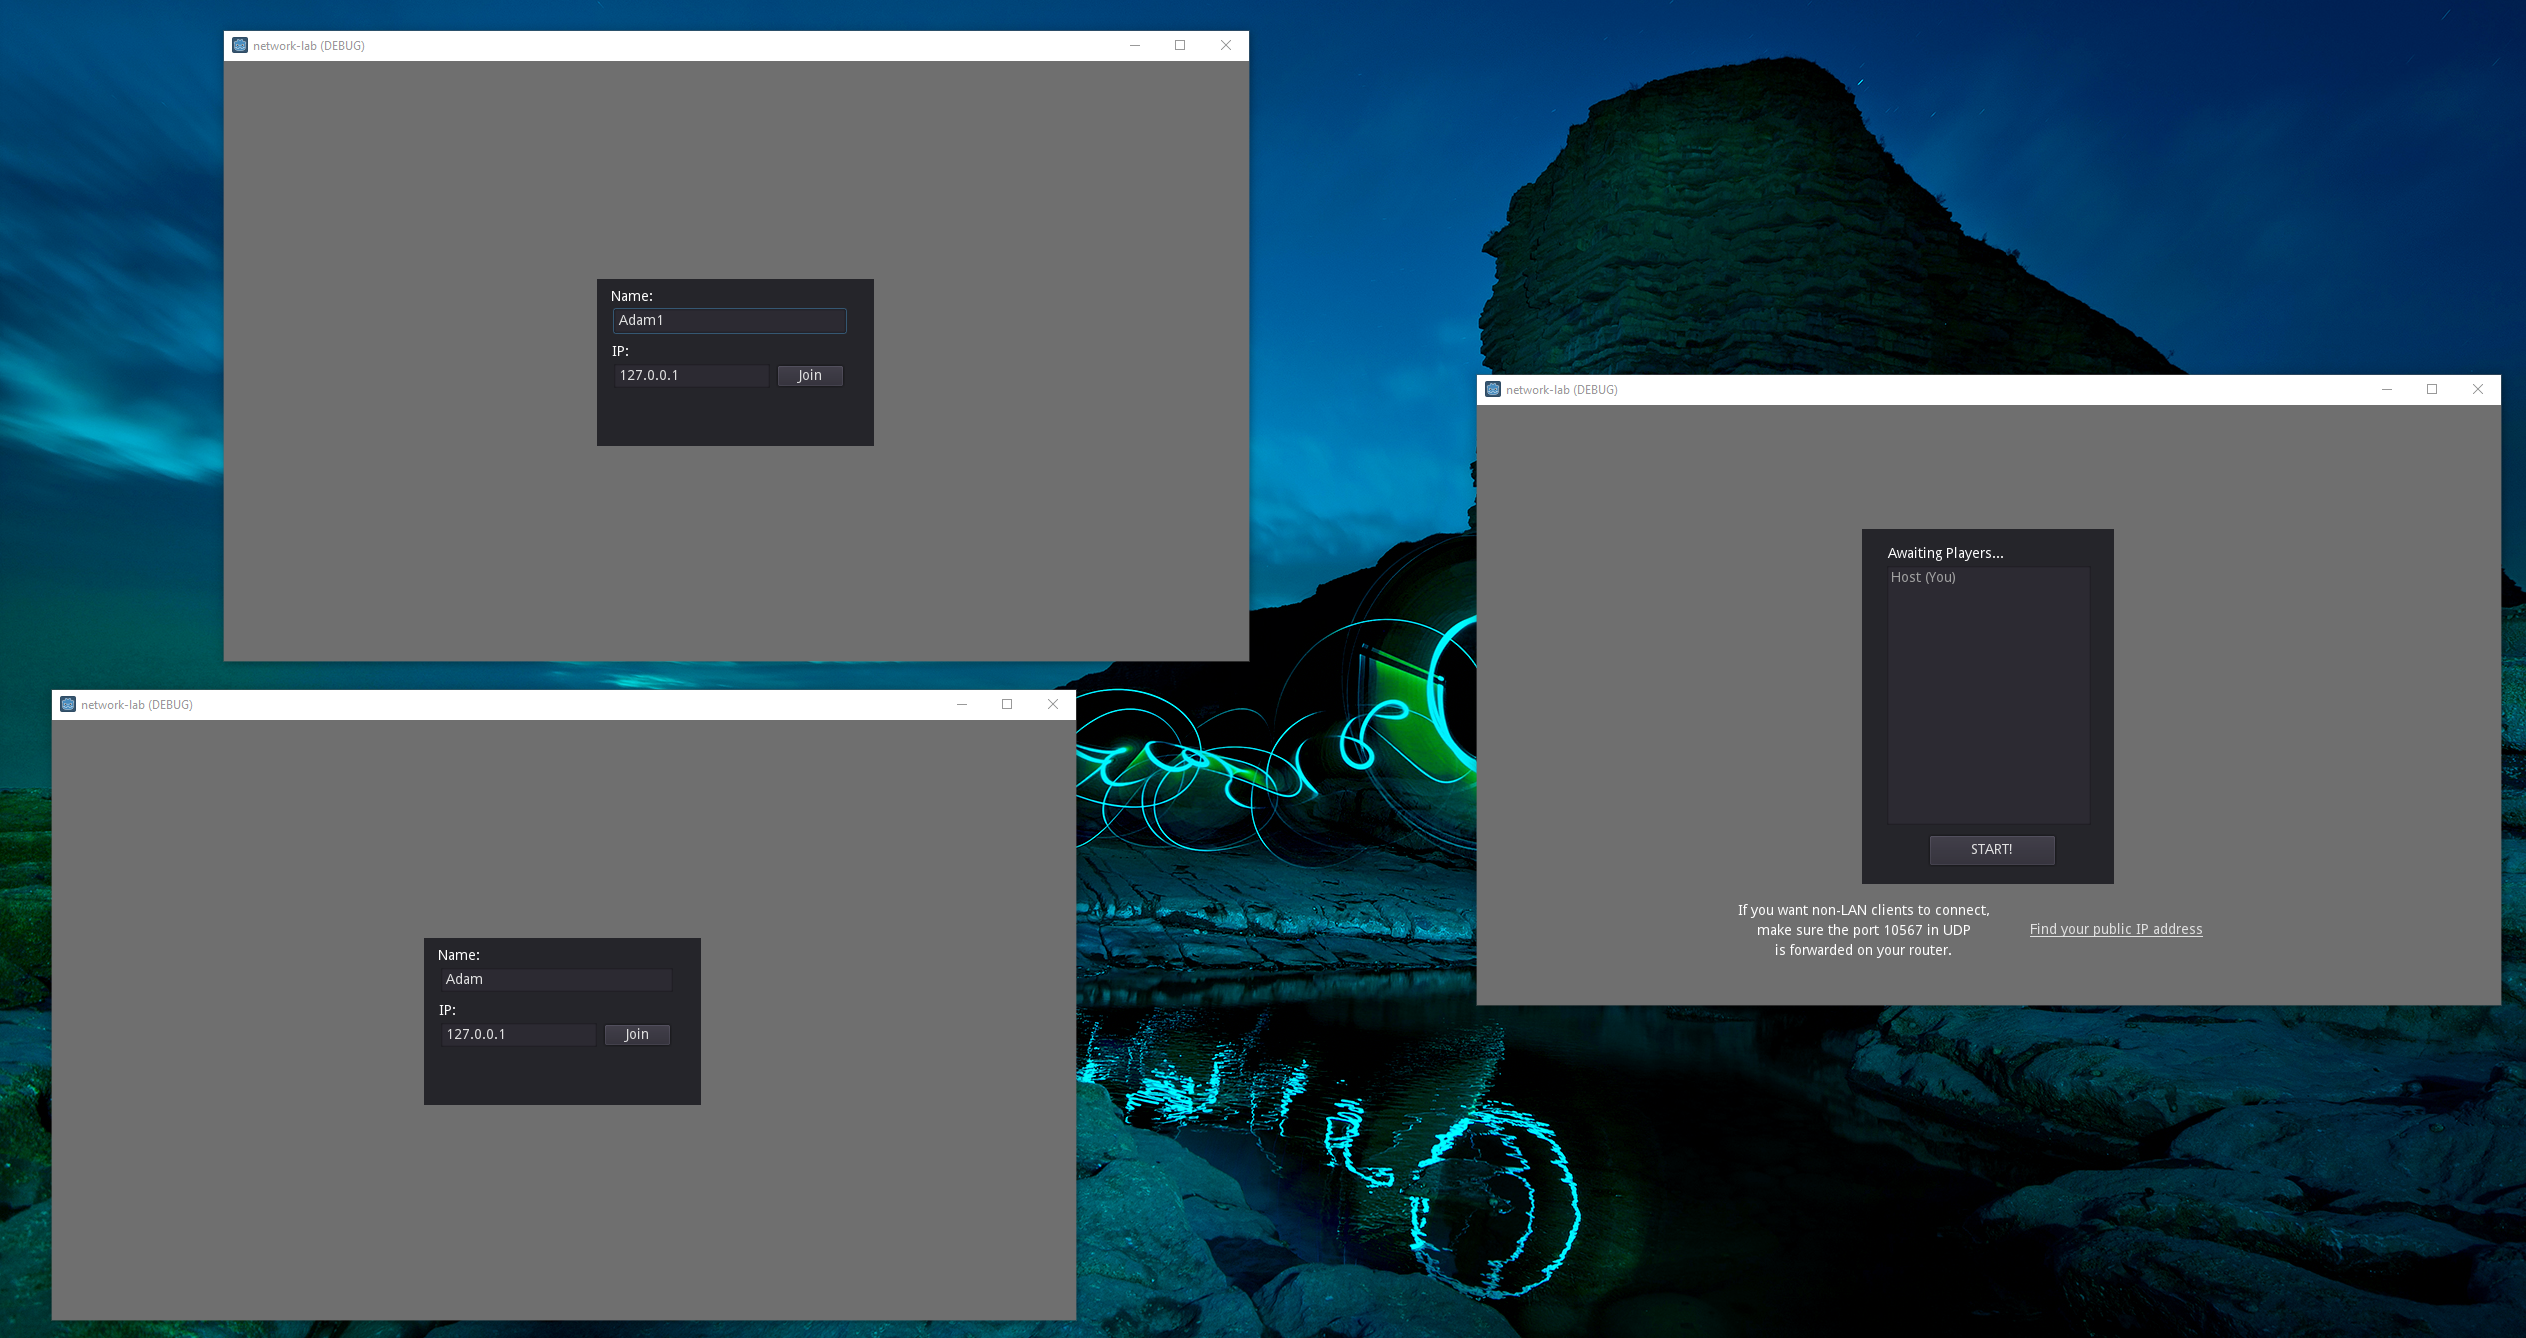 network-lab (DEBUG)
Name:
Adam1
IP:
127.0.0.1
Join
network-lab (DEBUG)
Awaiting Players...
Host (You)
START!
If you want non-LAN clients to connect,
make sure the port 10567 in UDP
is forwarded on your router.
Find your public IP address
network-lab (DEBUG)
Name:
Adam
IP:
127.0.0.1
Join